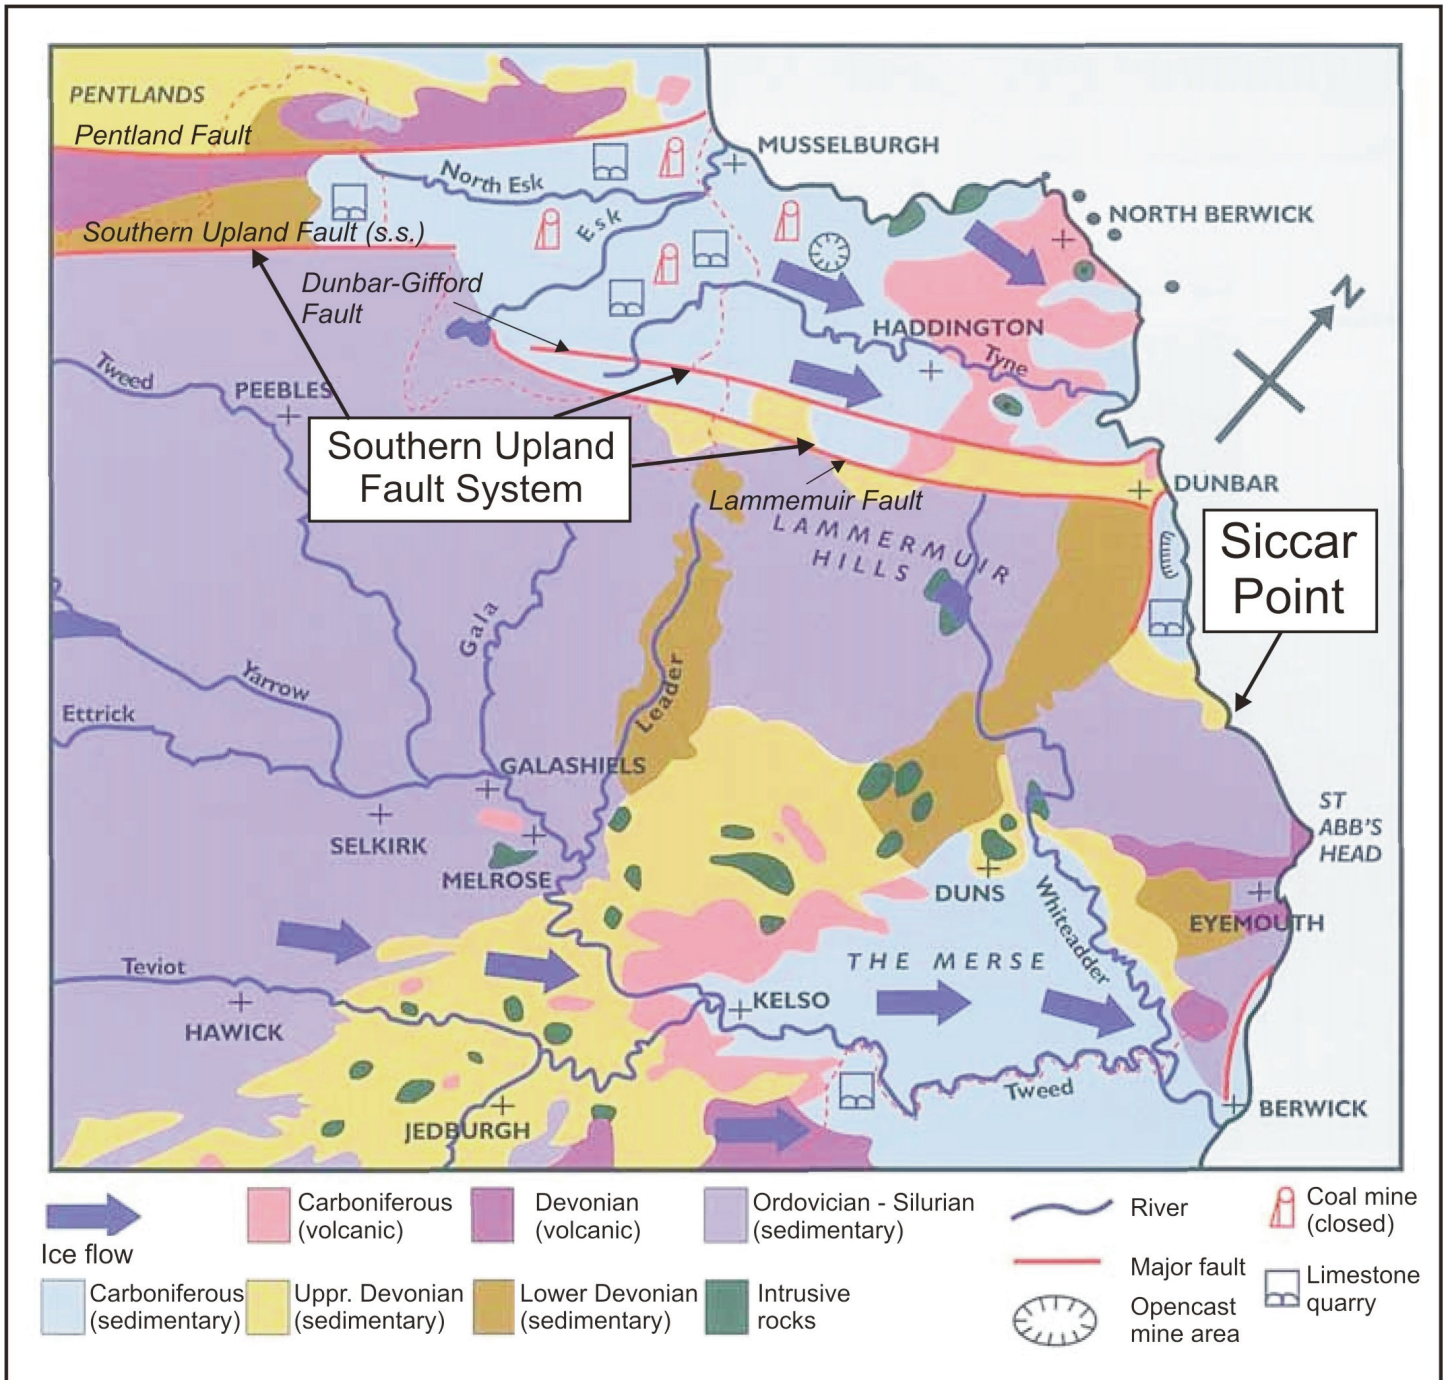 PENTLANDS
Pentland Fault
MUSSELBURGH
North Esk
NORTH BERWICK
Esk
Southern Upland Fault (s.s.)
Dunbar-Gifford
Fault
N
HADDINGTON
Tyne
Tweed
PEEBLES
Southern Upland
Fault System
DUNBAR
Lammemuir Fault
LAMMERMUIR
HILLS
Siccar
Point
Gala
Leader
Yarrow
Ettrick
GALASHIELS
SELKIRK
MELROSE
ST
ABB'S
HEAD
DUNS
Whiteadder
EYEMOUTH
THE MERSE
Teviot
HAWICK
KELSO
Tweed
JEDBURGH
BERWICK
Ice flow
Carboniferous
(volcanic)
Devonian
(volcanic)
Ordovician - Silurian
(sedimentary)
River
Coal mine
(closed)
Carboniferous
(sedimentary)
Uppr. Devonian
(sedimentary)
Lower Devonian
(sedimentary)
Intrusive
rocks
Major fault
Opencast
mine area
Limestone
quarry